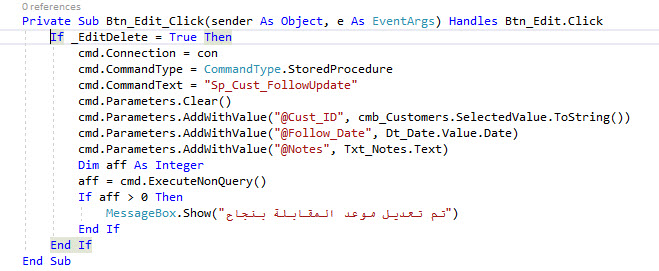 0 references
Private Sub Btn_Edit_Click(sender As Object, e As EventArgs) Handles Btn_Edit.Click
If _EditDelete = True Then
cmd.Connection = con
cmd.CommandType = CommandType.StoredProcedure
cmd.CommandText = "Sp_Cust_FollowUpdate"
cmd.Parameters.Clear()
cmd.Parameters.AddWithValue("@Cust_ID", cmb_Customers.SelectedValue.ToString())
cmd.Parameters.AddWithValue("@Follow_Date", Dt_Date.Value.Date)
cmd.Parameters.AddWithValue("@Notes", Txt_Notes.Text)
Dim aff As Integer
aff = cmd.ExecuteNonQuery()
If aff > 0 Then
MessageBox.Show("تم تعديل موعد المقابلة بنجاح")
End If
End If
End Sub